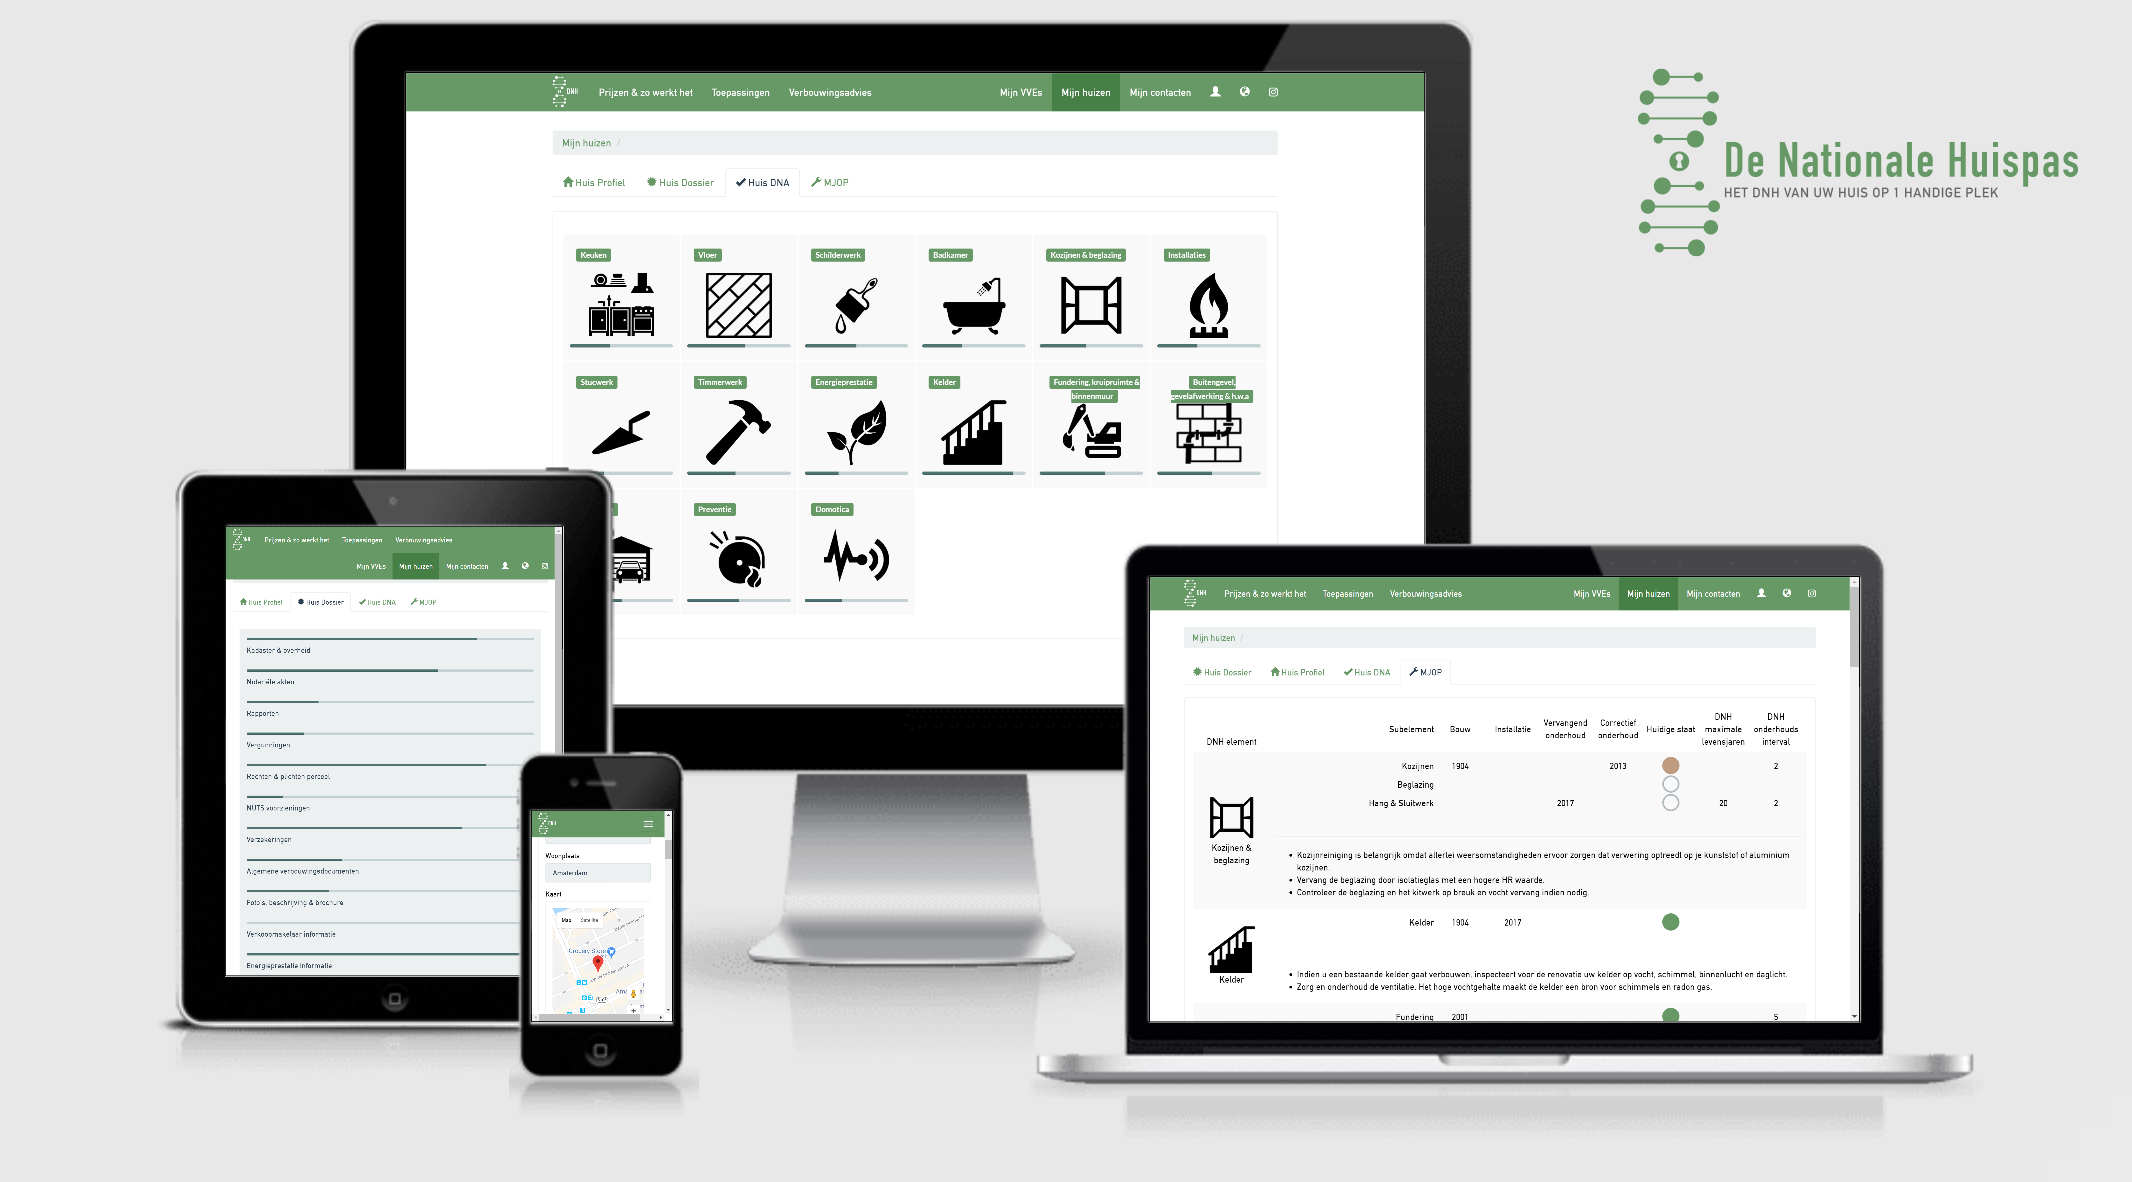 De Nationale Huispas
HET DNH VAN UW HUIS OP 1 HANDIGE PLEK
DNH Prijzen & zo werkt het Toepassingen Verbouwingsadvies Mijn VVEs Mijn huizen Mijn contacten
Mijn huizen /
Huis Profiel Huis Dossier Huis DNA MJOP
Keuken Vloer Schilderwerk Badkamer Kozijnen & beglazing Installaties
Stucwerk Timmerwerk Energieprestatie Kelder Fundering, kruipruimte & binnenmuur Buitengevel, gevelafwerking & h.w.a
Preventie Domotica
DNH Prijzen & zo werkt het Toepassingen Verbouwingsadvies
Mijn VVEs Mijn huizen Mijn contacten
Huis Profiel Huis Dossier Huis DNA MJOP
Kadaster & overheid
Notariële akten
Rapporten
Vergunningen
Rechten & plichten perceel
NUTS voorzieningen
Verzekeringen
Algemene verbouwingsdocumenten
Foto's, beschrijving & brochure
Verkoopmakelaar informatie
Energieprestatie informatie
DNH
Woonplaats
Amsterdam
Kaart
Map Satellite
Grocery Store
DNH Prijzen & zo werkt het Toepassingen Verbouwingsadvies Mijn VVEs Mijn huizen Mijn contacten
Mijn huizen /
Huis Dossier Huis Profiel Huis DNA MJOP
DNH element Subelement Bouw Installatie Vervangend onderhoud Correctief onderhoud Huidige staat DNH maximale levensjaren DNH onderhouds interval
Kozijnen 1904 2013 2
Beglazing
Hang & Sluitwerk 2017 20 2
Kozijnen &
beglazing
• Kozijnreiniging is belangrijk omdat allerlei weersomstandigheden ervoor zorgen dat verwering optreedt op je kunststof of aluminium
kozijnen.
• Vervang de beglazing door isolatieglas met een hogere HR waarde.
• Controleer de beglazing en het kitwerk op breuk en vocht vervang indien nodig.
Kelder 1904 2017
Kelder
• Indien u een bestaande kelder gaat verbouwen, inspecteert voor de renovatie uw kelder op vocht, schimmel, binnenlucht en daglicht.
• Zorg en onderhoud de ventilatie. Het hoge vochtgehalte maakt de kelder een bron voor schimmels en radon gas.
Fundering 2001 5